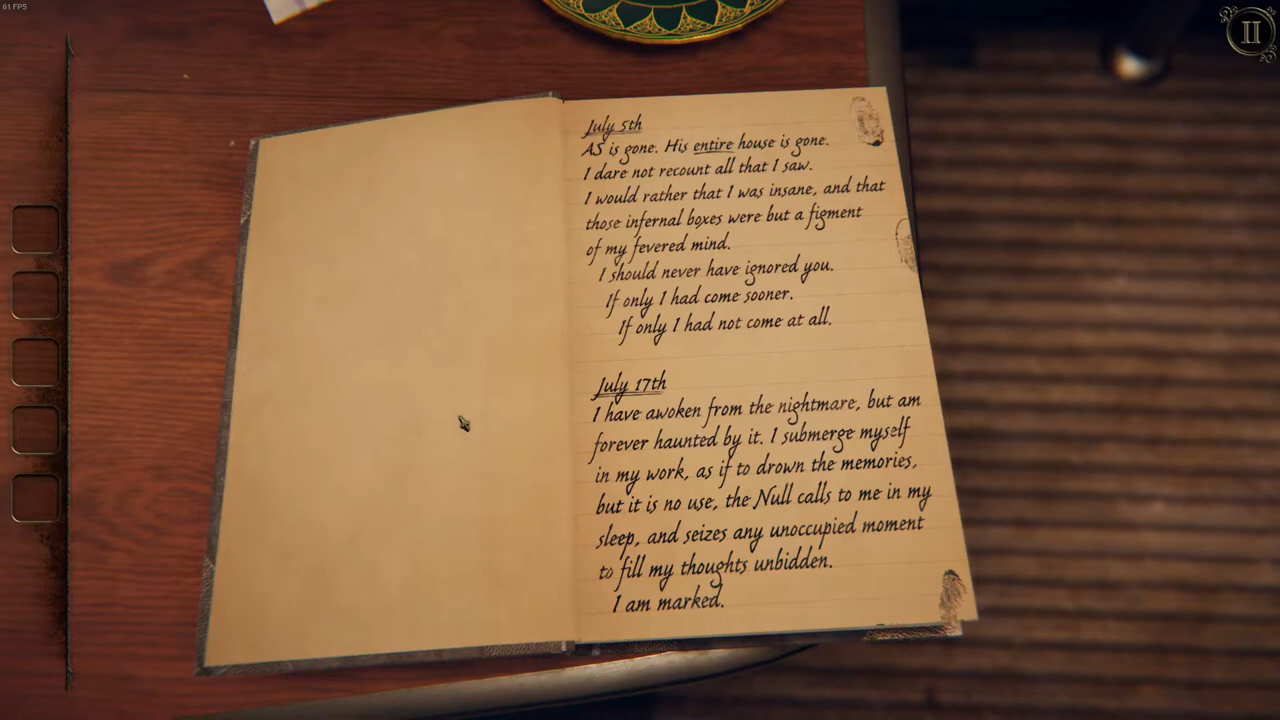 61 FPS
II
July 5th
AS is gone. His entire house is gone.
I dare not recount all that I saw.
I would rather that I was insane, and that
those infernal boxes were but a figment
of my fevered mind.
I should never have ignored you.
If only I had come sooner.
If only I had not come at all.
July 17th
I have awoken from the nightmare, but am
forever haunted by it. I submerge myself
in my work, as if to drown the memories,
but it is no use, the Null calls to me in my
sleep, and seizes any unoccupied moment
to fill my thoughts unbidden.
I am marked.